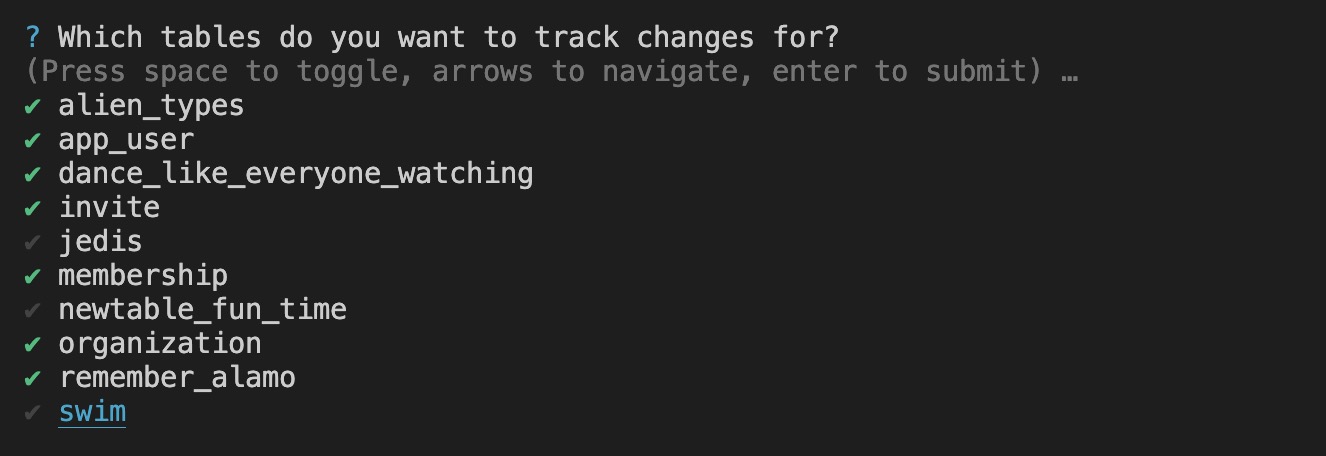 ? Which tables do you want to track changes for?
(Press space to toggle, arrows to navigate, enter to submit) …
✔ alien_types
✔ app_user
✔ dance_like_everyone_watching
✔ invite
✔ jedis
✔ membership
✔ newtable_fun_time
✔ organization
✔ remember_alamo
✔ swim